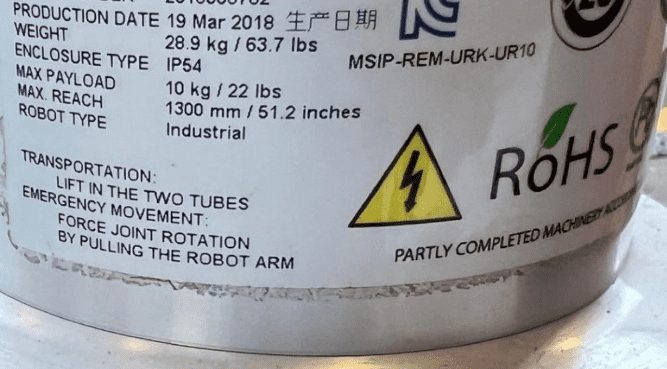 PRODUCTION DATE 19 Mar 2018 生产日期
WEIGHT 28.9 kg / 63.7 lbs
ENCLOSURE TYPE IP54
MAX PAYLOAD 10 kg / 22 lbs
MAX. REACH 1300 mm / 51.2 inches
ROBOT TYPE Industrial
MSIP-REM-URK-UR10
RoHS
TRANSPORTATION:
LIFT IN THE TWO TUBES
EMERGENCY MOVEMENT:
FORCE JOINT ROTATION
BY PULLING THE ROBOT ARM
PARTLY COMPLETED MACHINERY